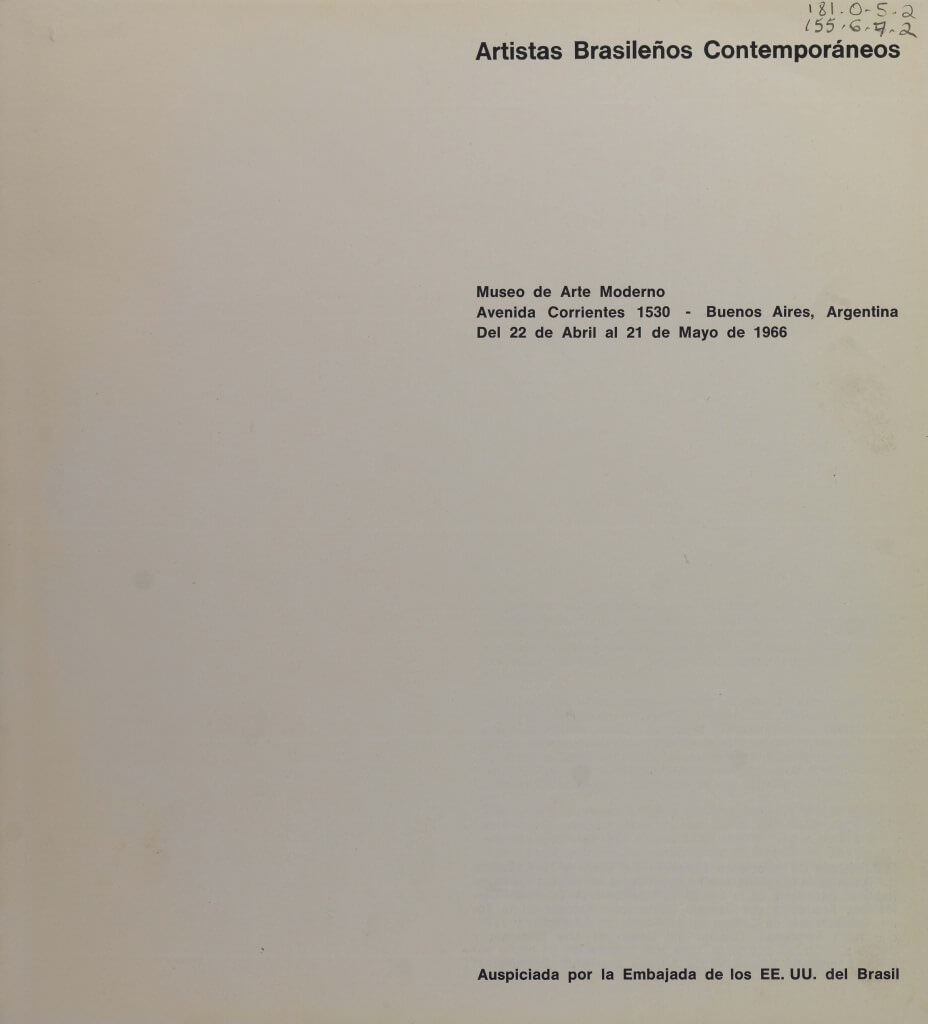 181-0-5-2
155-6-7-2
Artistas Brasileños Contemporáneos
Museo de Arte Moderno
Avenida Corrientes 1530 - Buenos Aires, Argentina
Del 22 de Abril al 21 de Mayo de 1966
Auspiciada por la Embajada de los EE. UU. del Brasil